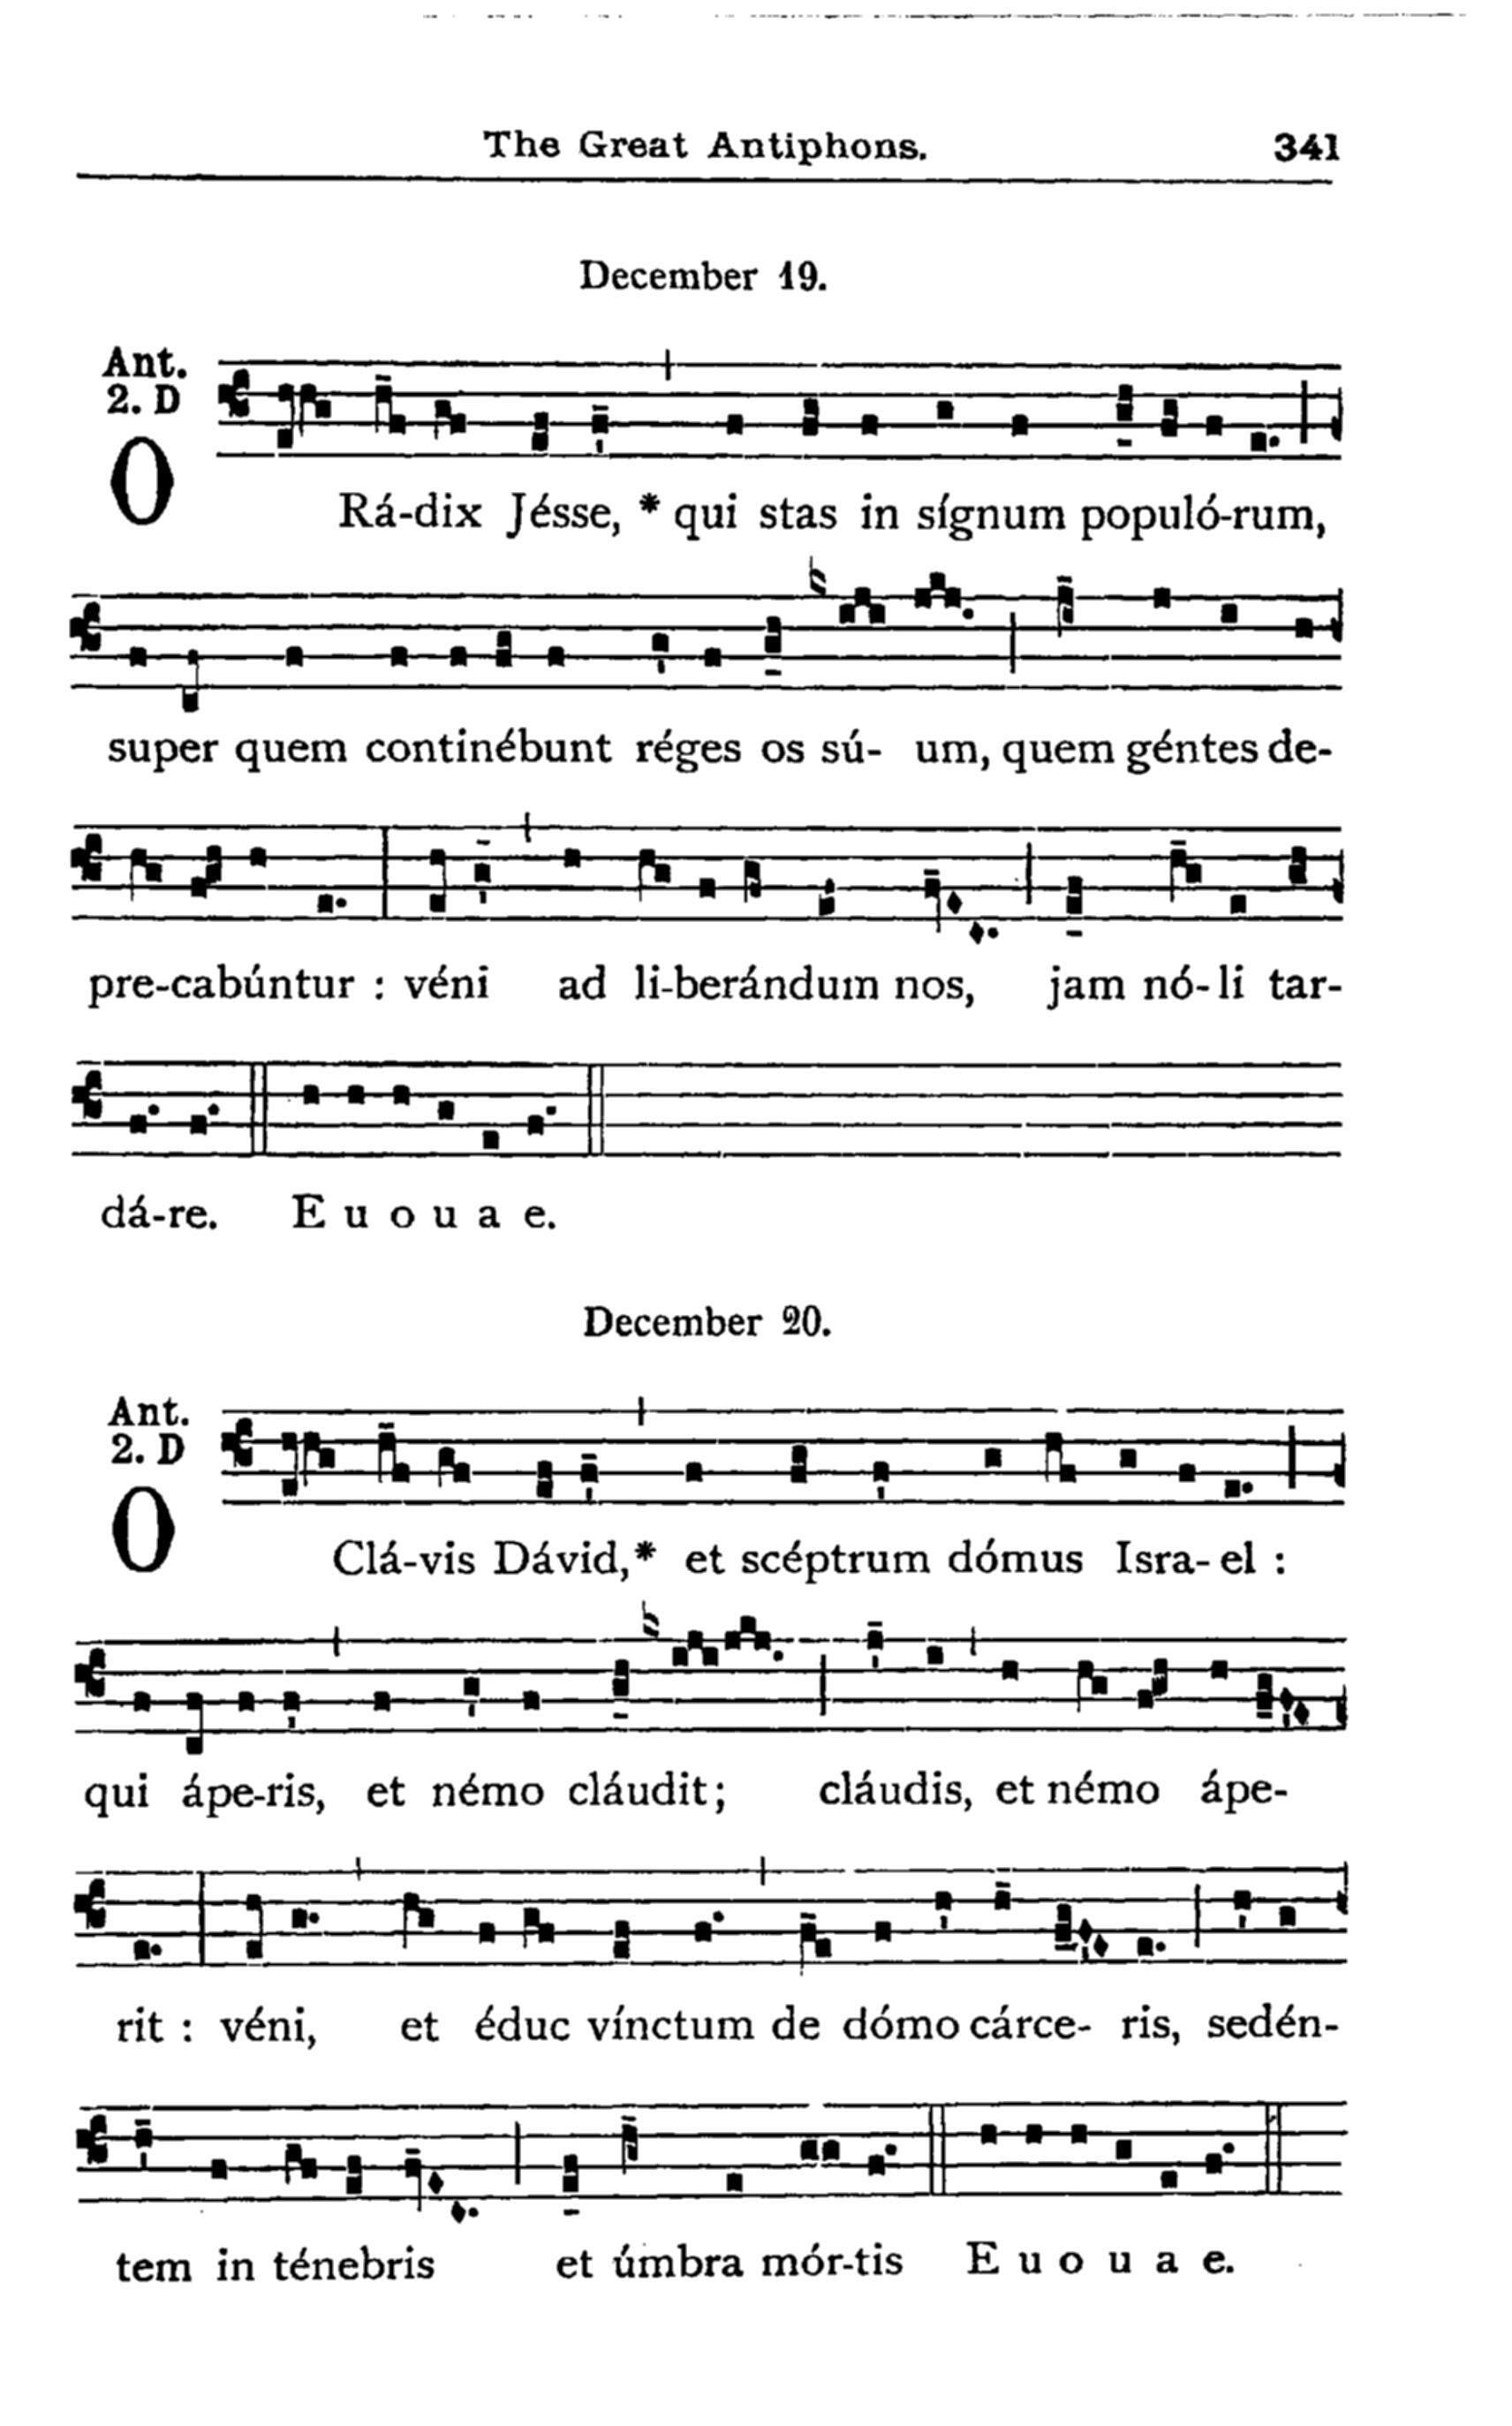 The Great Antiphons. 341
December 19.
Ant.
2. D
O Rá-dix Jésse, * qui stas in sígnum populó-rum,
super quem continébunt réges os sú- um, quem géntes de-
pre-cabúntur : véni ad li-berándum nos, jam nó-li tar-
dá-re. E u o u a e.
December 20.
Ant.
2. D
O Clá-vis Dávid,* et scéptrum dómus Isra- el :
qui ápe-ris, et némo cláudit; cláudis, et némo ápe-
rit : véni, et éduc vínctum de dómo cárce- ris, sedén-
tem in ténebris et úmbra mór-tis E u o u a e.